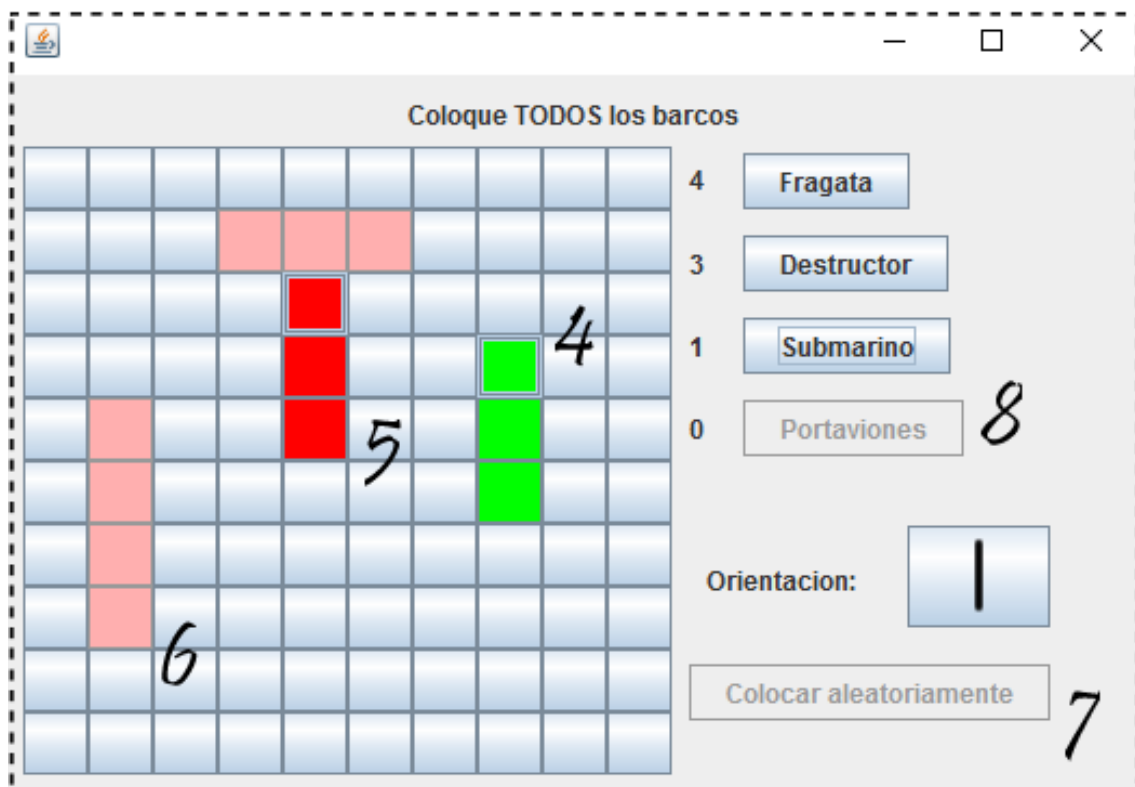 Coloque TODOS los barcos
4 Fragata
3 Destructor
4
1 Submarino
8
0 Portaviones
5
Orientacion:
6
Colocar aleatoriamente
7